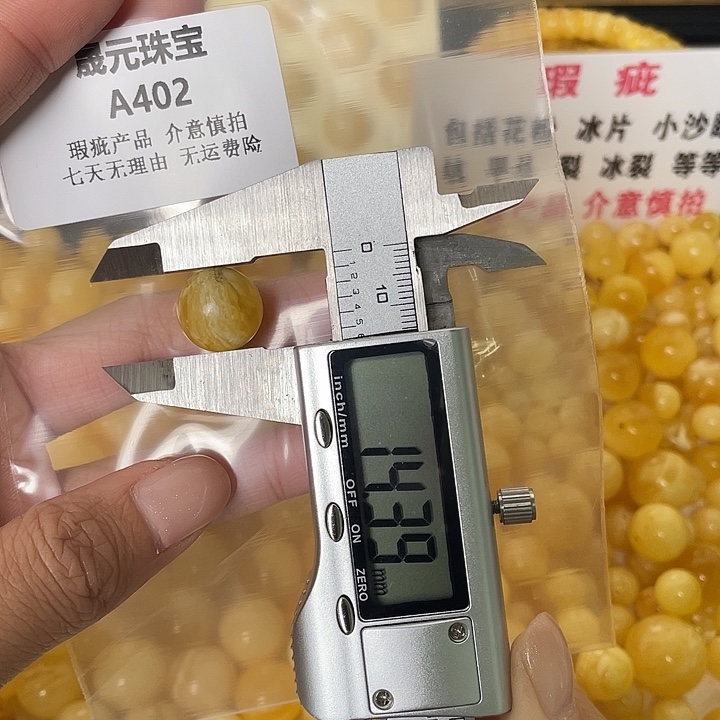 晟元珠宝
A402
瑕疵产品 介意慎拍
七天无理由 无运费险
瑕 疵
包括花
冰片 小沙
裂 冰裂 等等
介意慎拍
0
1 2 3 4 5
10
inch/mm
OFF ON
ZERO
14.39 mm